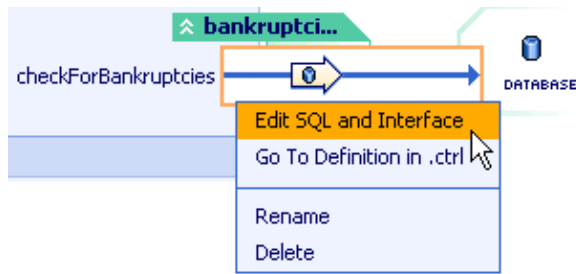 bankruptci...
checkForBankruptcies
DATABASE
Edit SQL and Interface
Go To Definition in .ctrl
Rename
Delete